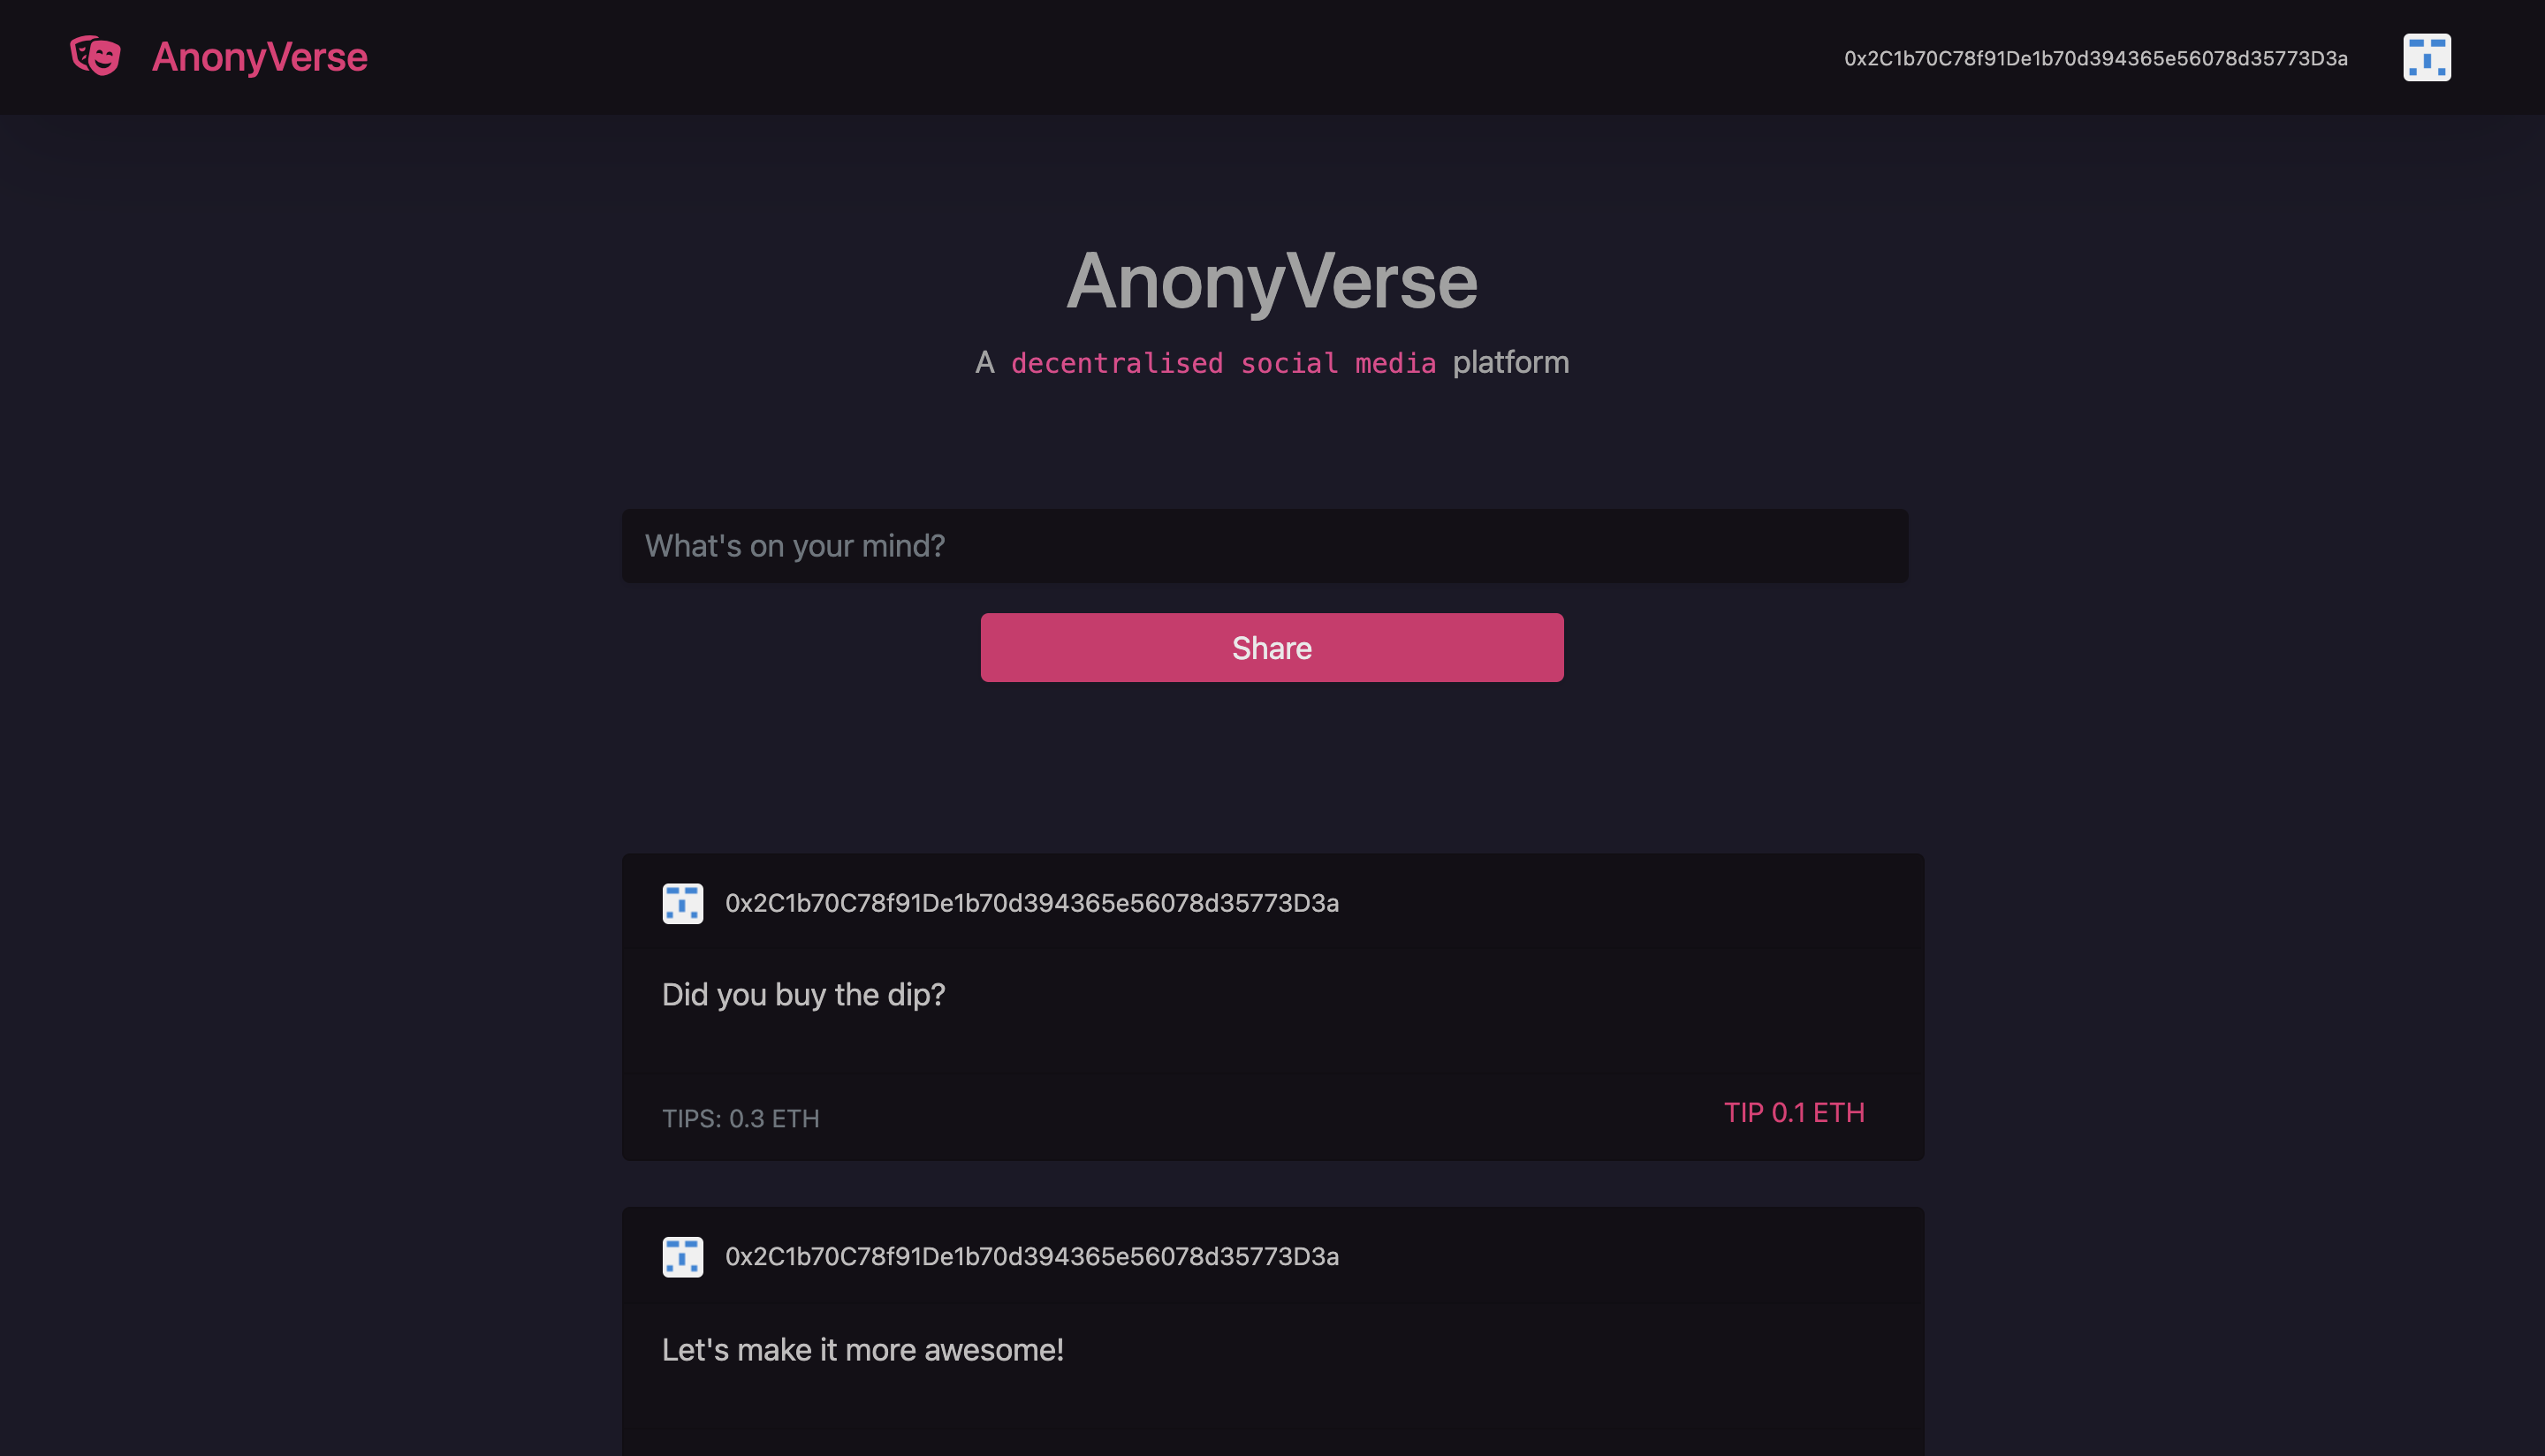 AnonyVerse
0x2C1b70C78f91De1b70d394365e56078d35773D3a
AnonyVerse
A decentralised social media platform
What's on your mind?
Share
0x2C1b70C78f91De1b70d394365e56078d35773D3a
Did you buy the dip?
TIPS: 0.3 ETH
TIP 0.1 ETH
0x2C1b70C78f91De1b70d394365e56078d35773D3a
Let's make it more awesome!